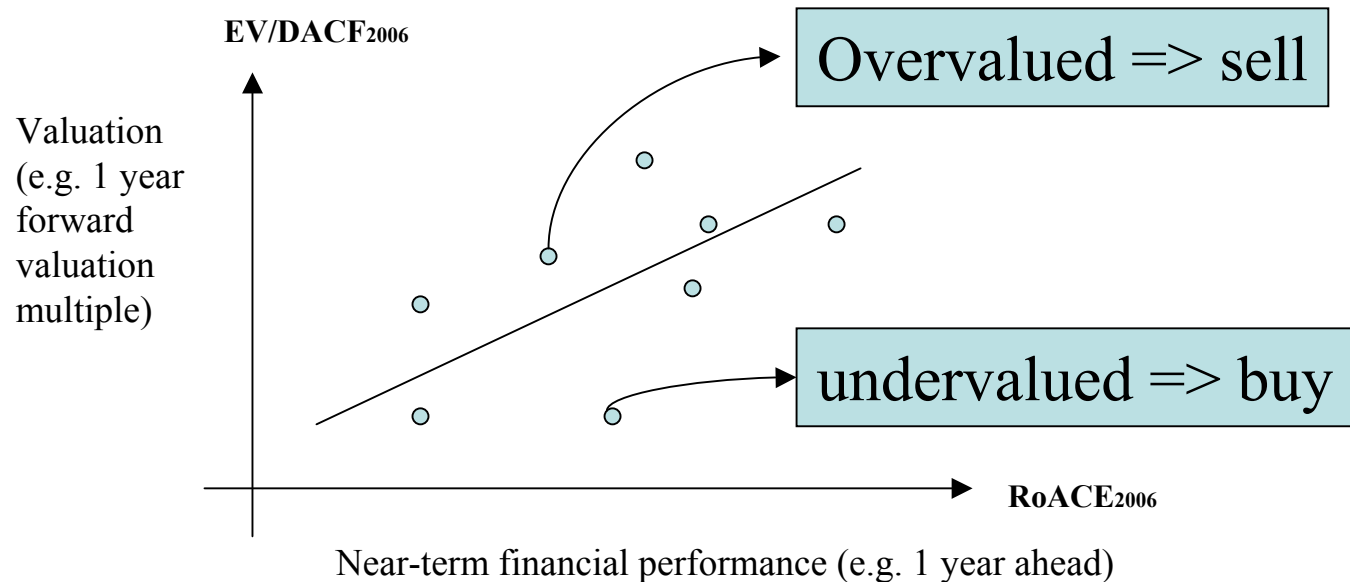 EV/DACF2006
Overvalued => sell
Valuation
(e.g. 1 year
forward
valuation
multiple)
undervalued => buy
RoACE2006
Near-term financial performance (e.g. 1 year ahead)